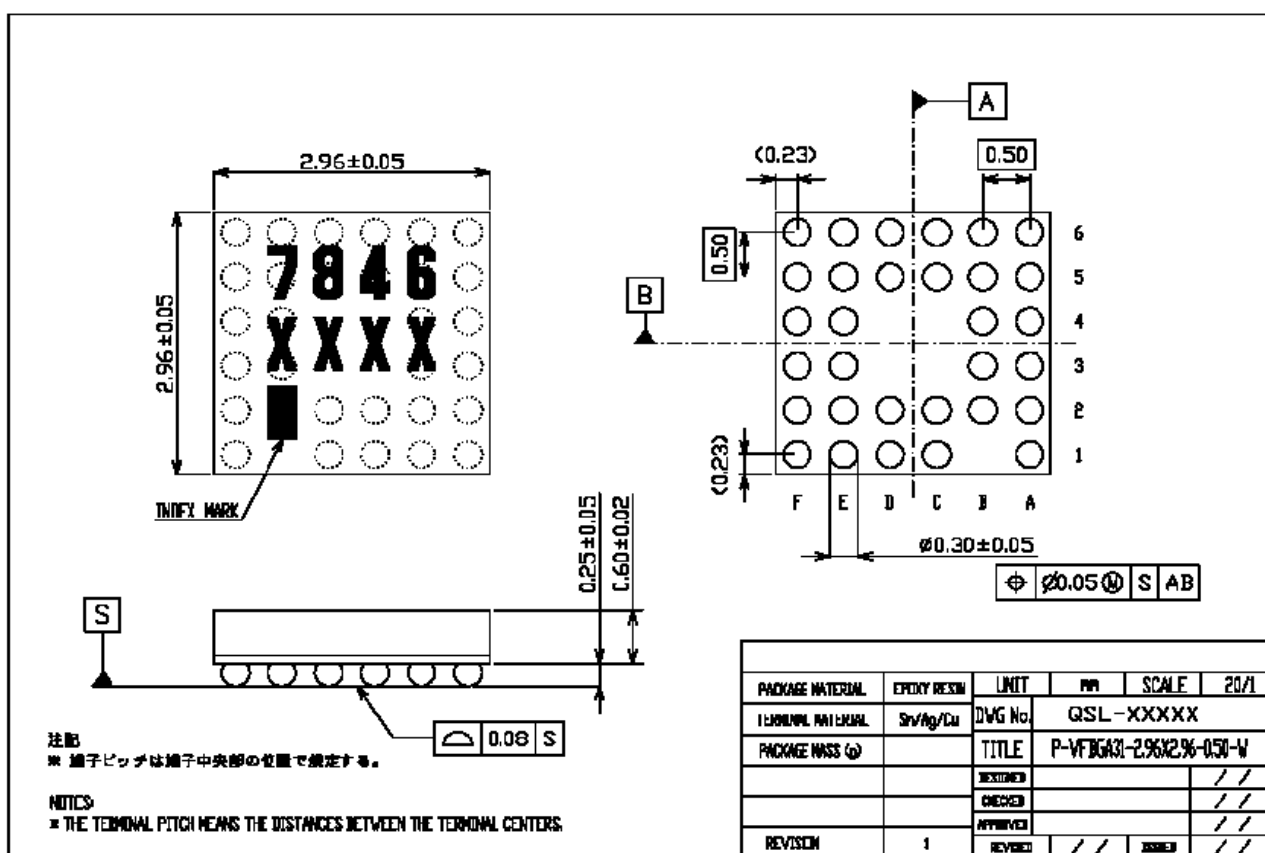 2.96±0.05
2.96±0.05
7846
XXXX
INDEX MARK
A
(0.23)
0.50
0.50
B
(0.23)
6
5
4
3
2
1
F E D C B A
ø0.30±0.05
⌖ ø0.05Ⓜ S AB
S
0.25±0.05
0.60±0.02
⌓ 0.08 S
注記
※ 端子ピッチは端子中央部の位置で規定する。
NOTES
※ THE TERMINAL PITCH MEANS THE DISTANCES BETWEEN THE TERMINAL CENTERS.
PACKAGE MATERIAL EPOXY RESIN UNIT mm SCALE 20/1
TERMINAL MATERIAL Sn/Ag/Cu DWG No. QSL-XXXXX
PACKAGE MASS (g) TITLE P-VFBGA31-2.96X2.96-0.50-W
DESIGNED / /
CHECKED / /
APPROVED / /
REVISION 1 REVISED / / ISSUED / /